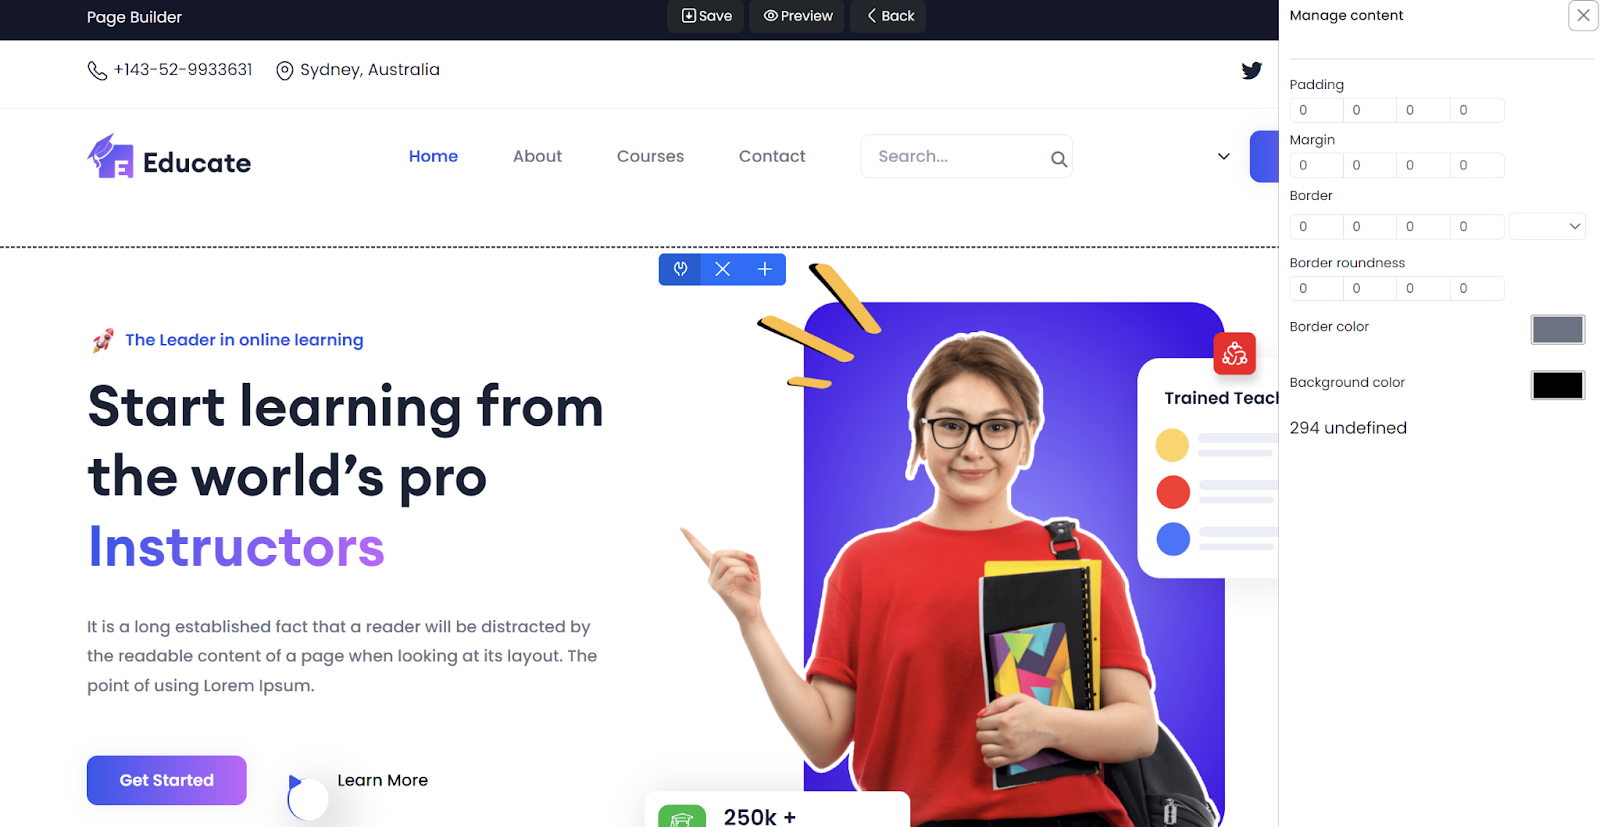 Page Builder
Save
Preview
Back
+143-52-9933631
Sydney, Australia
E
Educate
Home
About
Courses
Contact
Search...
The Leader in online learning
Start learning from
the world’s pro
Instructors
It is a long established fact that a reader will be distracted by
the readable content of a page when looking at its layout. The
point of using Lorem Ipsum.
Get Started
Learn More
Trained Teach
250k +
Manage content
Padding
0 0 0 0
Margin
0 0 0 0
Border
0 0 0 0
Border roundness
0 0 0 0
Border color
Background color
294 undefined